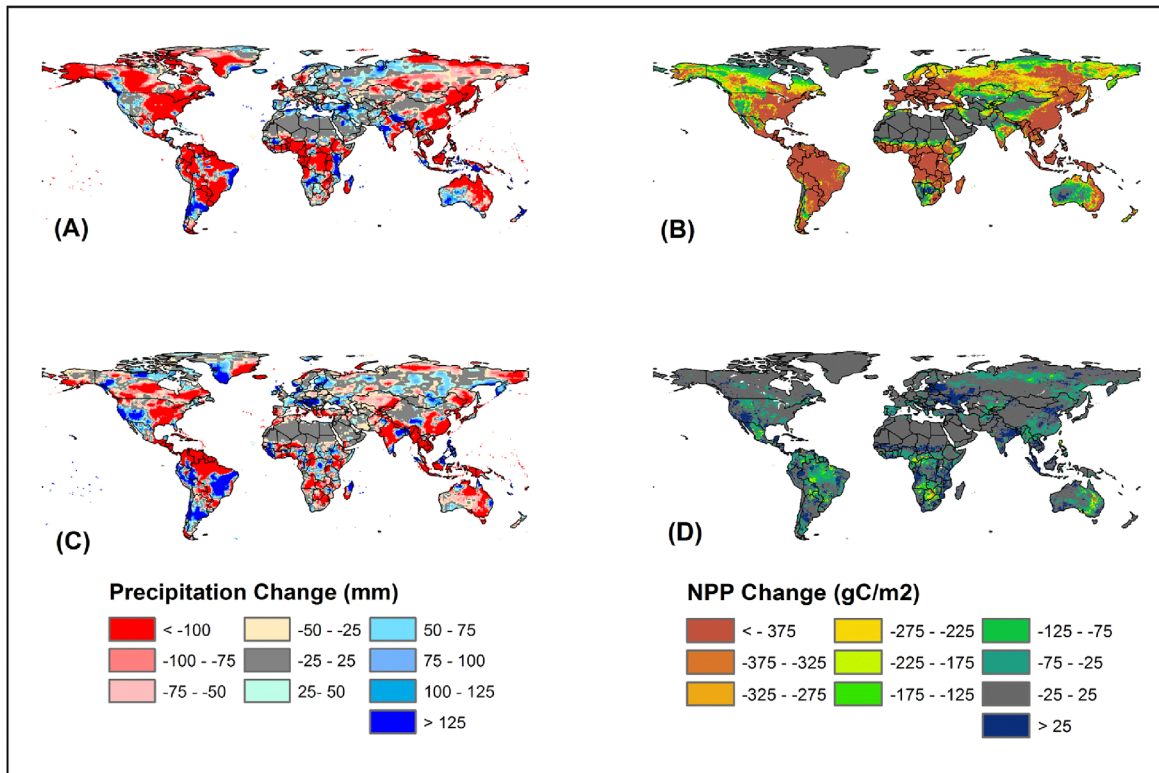 (A)
(B)
(C)
(D)
Precipitation Change (mm)
< -100
-50 - -25
50 - 75
-100 - -75
-25 - 25
75 - 100
-75 - -50
25- 50
100 - 125
> 125
NPP Change (gC/m2)
< - 375
-275 - -225
-125 - -75
-375 - -325
-225 - -175
-75 - -25
-325 - -275
-175 - -125
-25 - 25
> 25